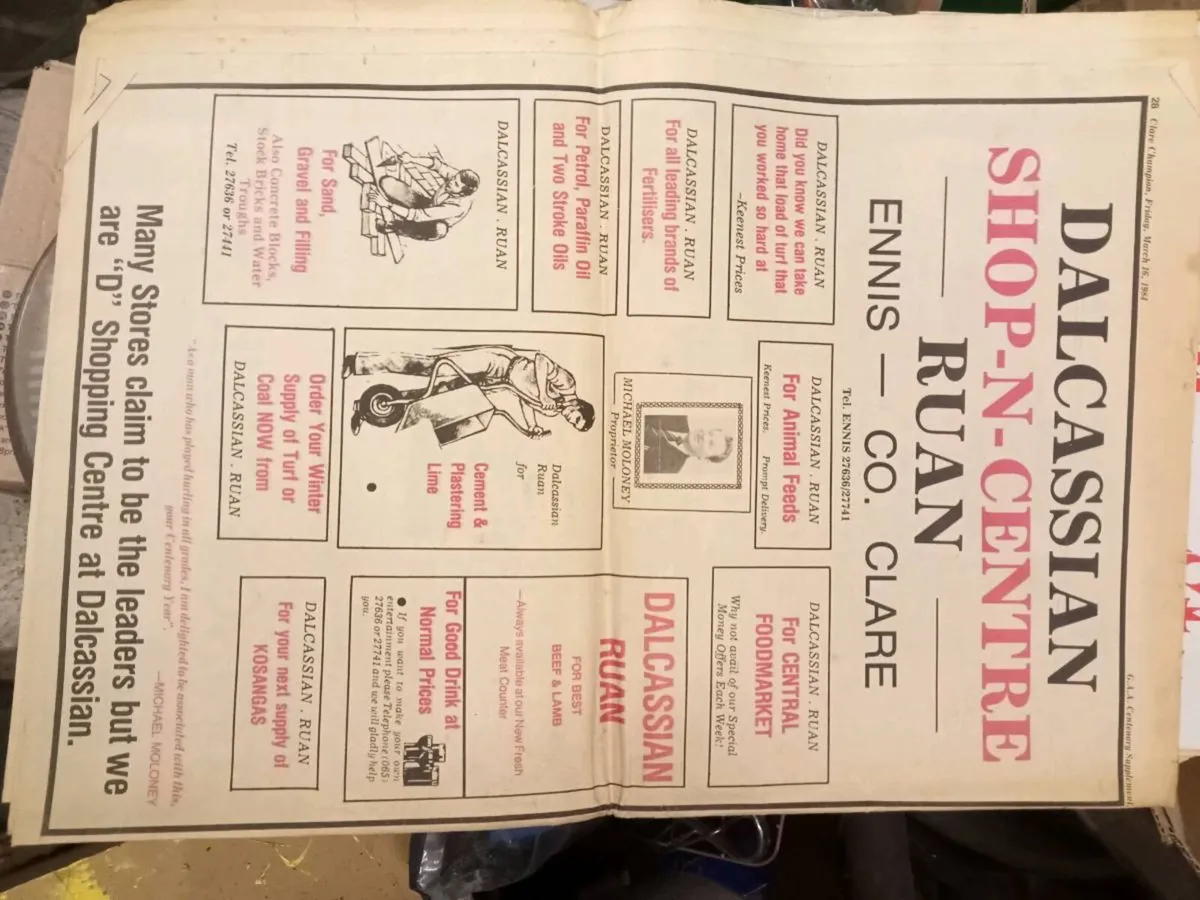 28 Clare Champion, Friday, March 16, 1984
G.A.A. Centenary Supplement
DALCASSIAN
SHOP-N-CENTRE
RUAN
ENNIS — CO. CLARE
Tel. ENNIS 27636/27741
DALCASSIAN . RUAN
Did you know we can take
home that load of turf that
you worked so hard at
—Keenest Prices
DALCASSIAN . RUAN
For Animal Feeds
Keenest Prices. Prompt Delivery.
DALCASSIAN . RUAN
For CENTRAL
FOODMARKET
Why not avail of our Special
Money Offers Each Week!
DALCASSIAN . RUAN
For all leading brands of
Fertilisers.
MICHAEL MOLONEY
Proprietor
DALCASSIAN
RUAN
FOR BEST
BEEF & LAMB
—Always available at our New Fresh
Meat Counter
DALCASSIAN . RUAN
For Petrol, Paraffin Oil
and Two Stroke Oils
DALCASSIAN . RUAN
For Sand,
Gravel and Filling
Also Concrete Blocks,
Stock Bricks and Water
Troughs
Tel. 27636 or 27441
Dalcassian
Ruan
for
Cement &
Plastering
Lime
For Good Drink at
Normal Prices
● If you want to make your own
entertainment please Telephone (065)
27636 or 27741 and we will gladly help
you.
Order Your Winter
Supply of Turf or
Coal NOW from
DALCASSIAN . RUAN
DALCASSIAN . RUAN
For your next supply of
KOSANGAS
"As a man who has played hurling in all grades, I am delighted to be associated with this,
your Centenary Year".
—MICHAEL MOLONEY
Many Stores claim to be the leaders but we
are "D" Shopping Centre at Dalcassian.